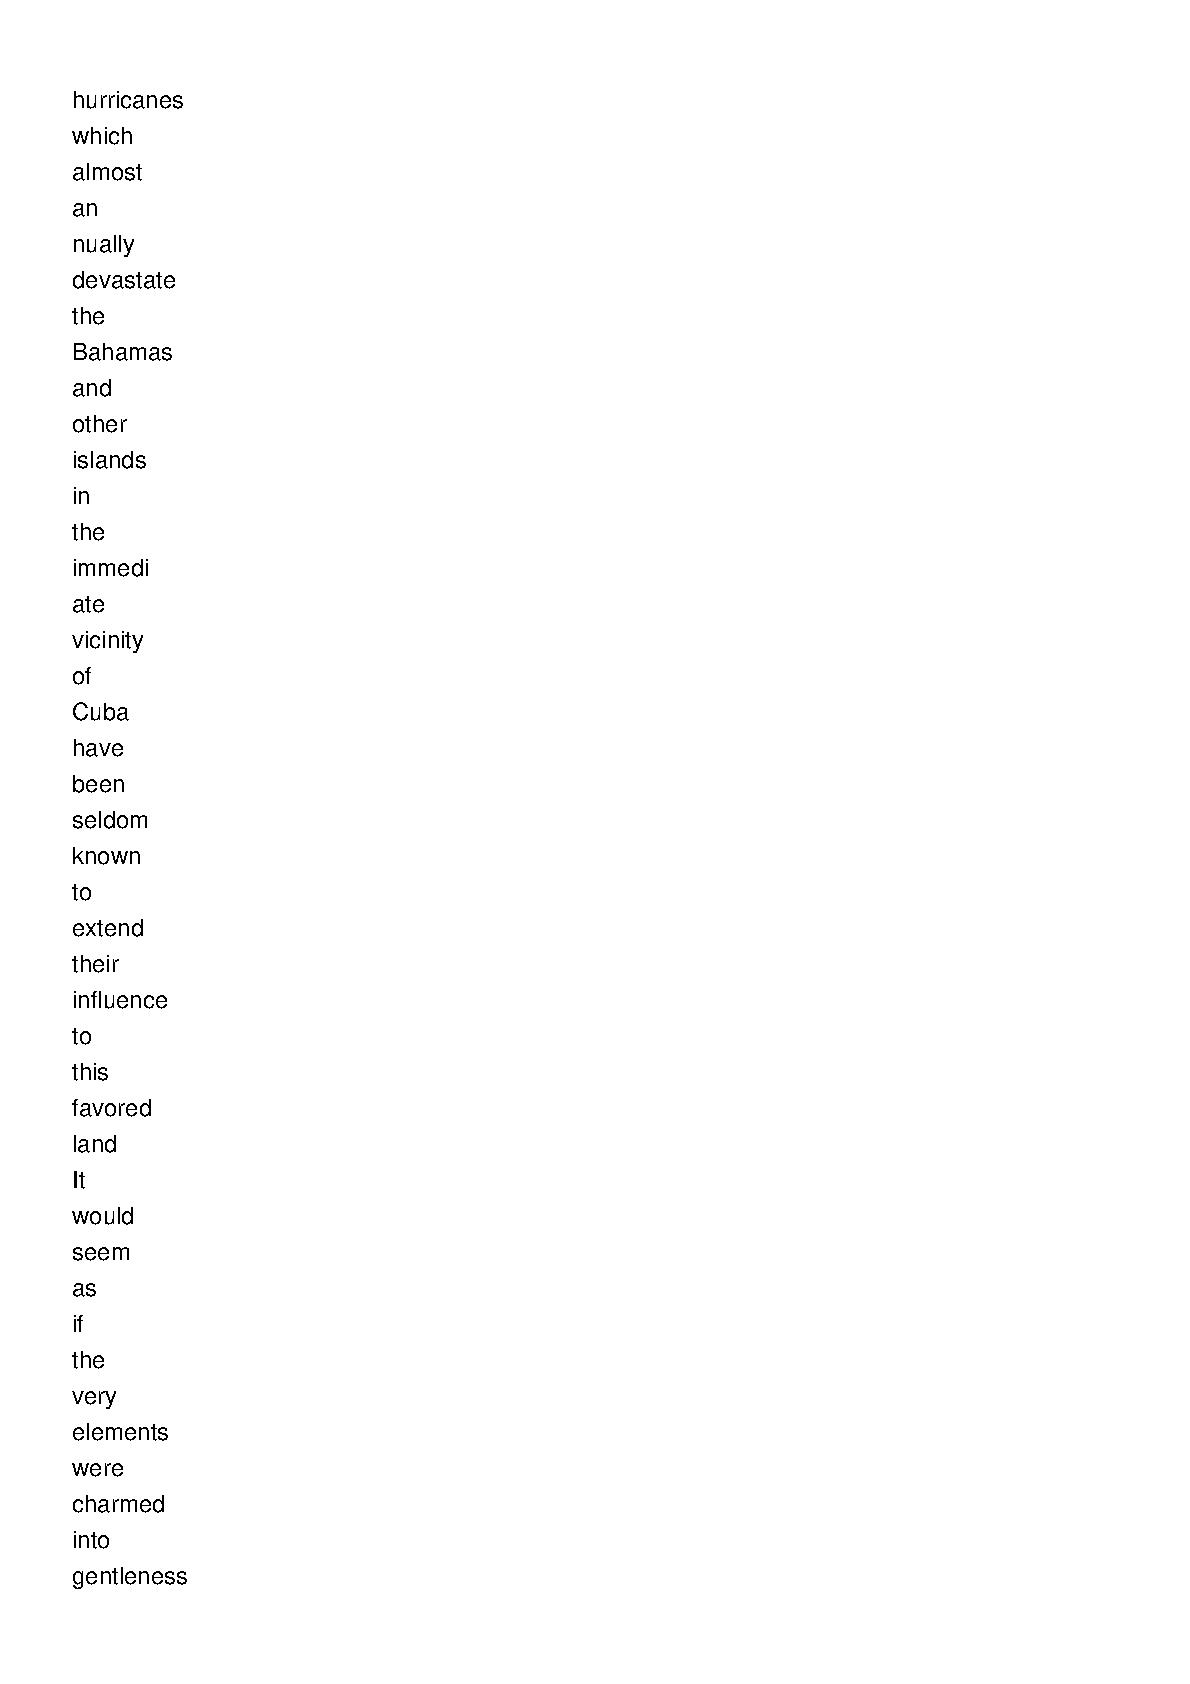 hurricanes
which
almost
an
nually
devastate
the
Bahamas
and
other
islands
in
the
immedi
ate
vicinity
of
Cuba
have
been
seldom
known
to
extend
their
influence
to
this
favored
land
It
would
seem
as
if
the
very
elements
were
charmed
into
gentleness